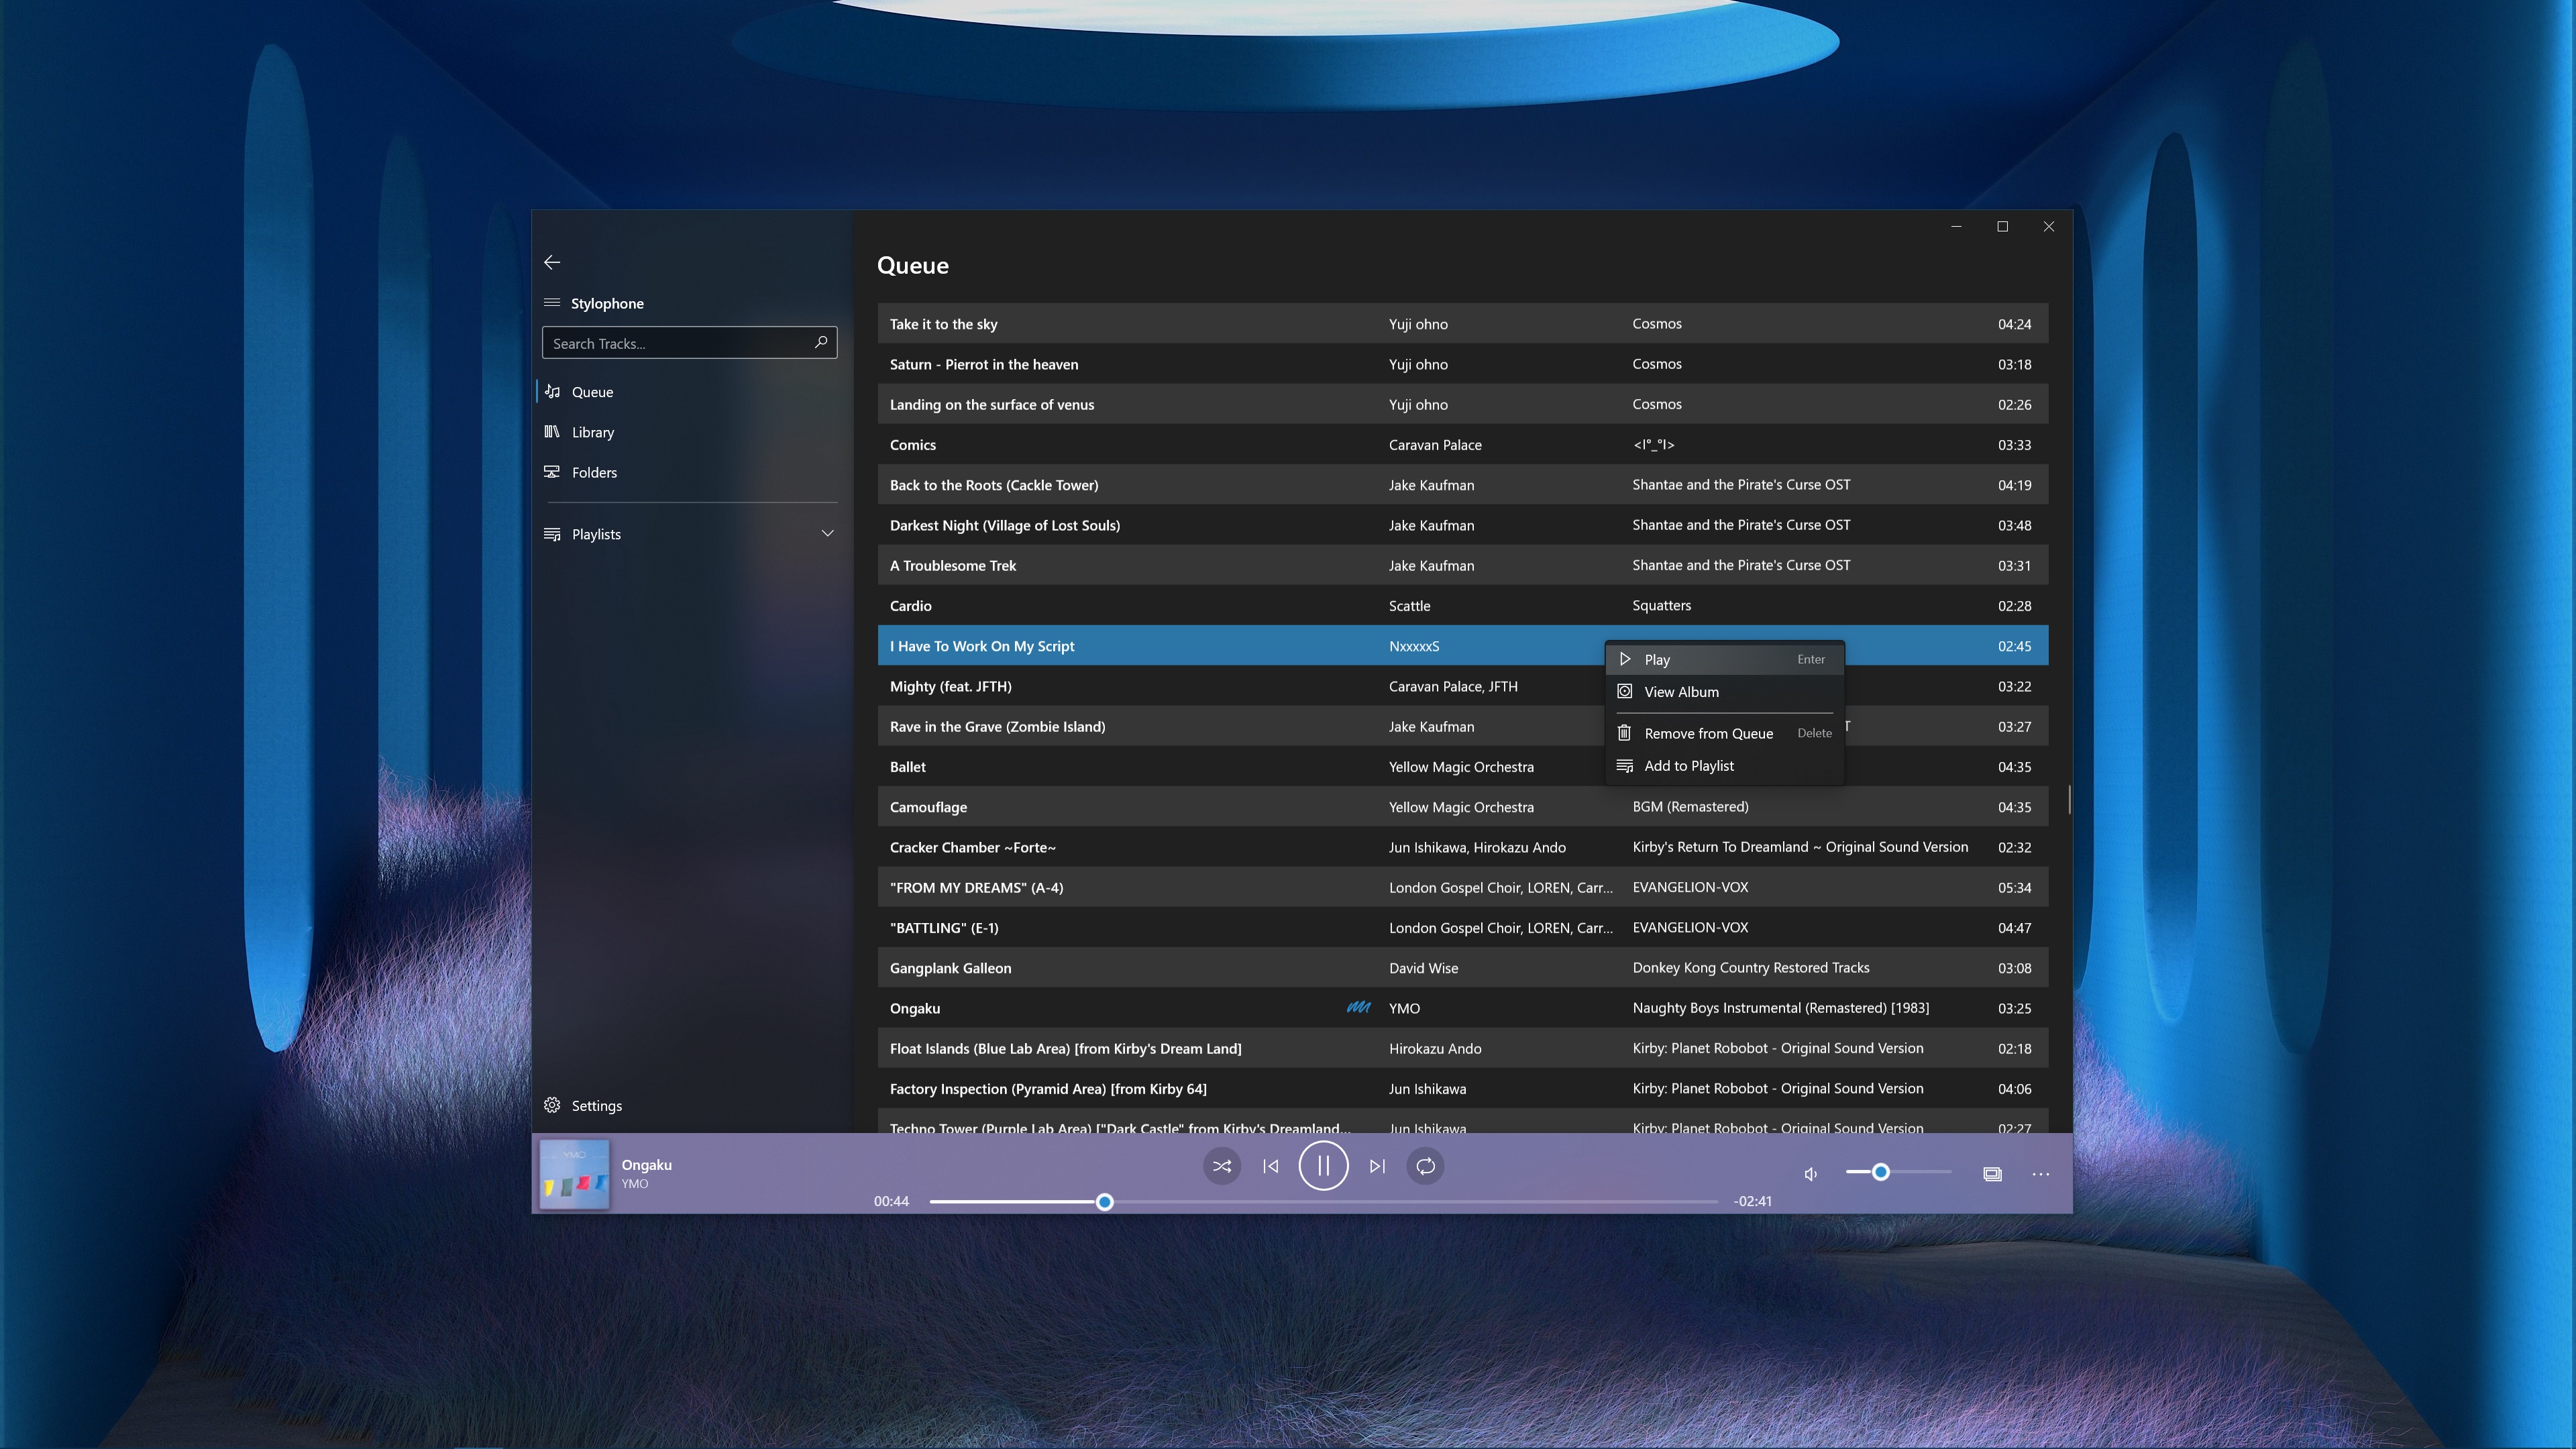 Stylophone
Search Tracks...
Queue
Library
Folders
Playlists
Settings
Queue
Take it to the sky Yuji ohno Cosmos 04:24
Saturn - Pierrot in the heaven Yuji ohno Cosmos 03:18
Landing on the surface of venus Yuji ohno Cosmos 02:26
Comics Caravan Palace <I°_°I> 03:33
Back to the Roots (Cackle Tower) Jake Kaufman Shantae and the Pirate's Curse OST 04:19
Darkest Night (Village of Lost Souls) Jake Kaufman Shantae and the Pirate's Curse OST 03:48
A Troublesome Trek Jake Kaufman Shantae and the Pirate's Curse OST 03:31
Cardio Scattle Squatters 02:28
I Have To Work On My Script NxxxxxS 02:45
Mighty (feat. JFTH) Caravan Palace, JFTH 03:22
Rave in the Grave (Zombie Island) Jake Kaufman T 03:27
Ballet Yellow Magic Orchestra 04:35
Camouflage Yellow Magic Orchestra BGM (Remastered) 04:35
Cracker Chamber ~Forte~ Jun Ishikawa, Hirokazu Ando Kirby's Return To Dreamland ~ Original Sound Version 02:32
"FROM MY DREAMS" (A-4) London Gospel Choir, LOREN, Carr... EVANGELION-VOX 05:34
"BATTLING" (E-1) London Gospel Choir, LOREN, Carr... EVANGELION-VOX 04:47
Gangplank Galleon David Wise Donkey Kong Country Restored Tracks 03:08
Ongaku YMO Naughty Boys Instrumental (Remastered) [1983] 03:25
Float Islands (Blue Lab Area) [from Kirby's Dream Land] Hirokazu Ando Kirby: Planet Robobot - Original Sound Version 02:18
Factory Inspection (Pyramid Area) [from Kirby 64] Jun Ishikawa Kirby: Planet Robobot - Original Sound Version 04:06
Techno Tower (Purple Lab Area) ["Dark Castle" from Kirby's Dreamland... Jun Ishikawa Kirby: Planet Robobot - Original Sound Version 02:27
Play Enter
View Album
Remove from Queue Delete
Add to Playlist
YMO
Ongaku
YMO
00:44 -02:41